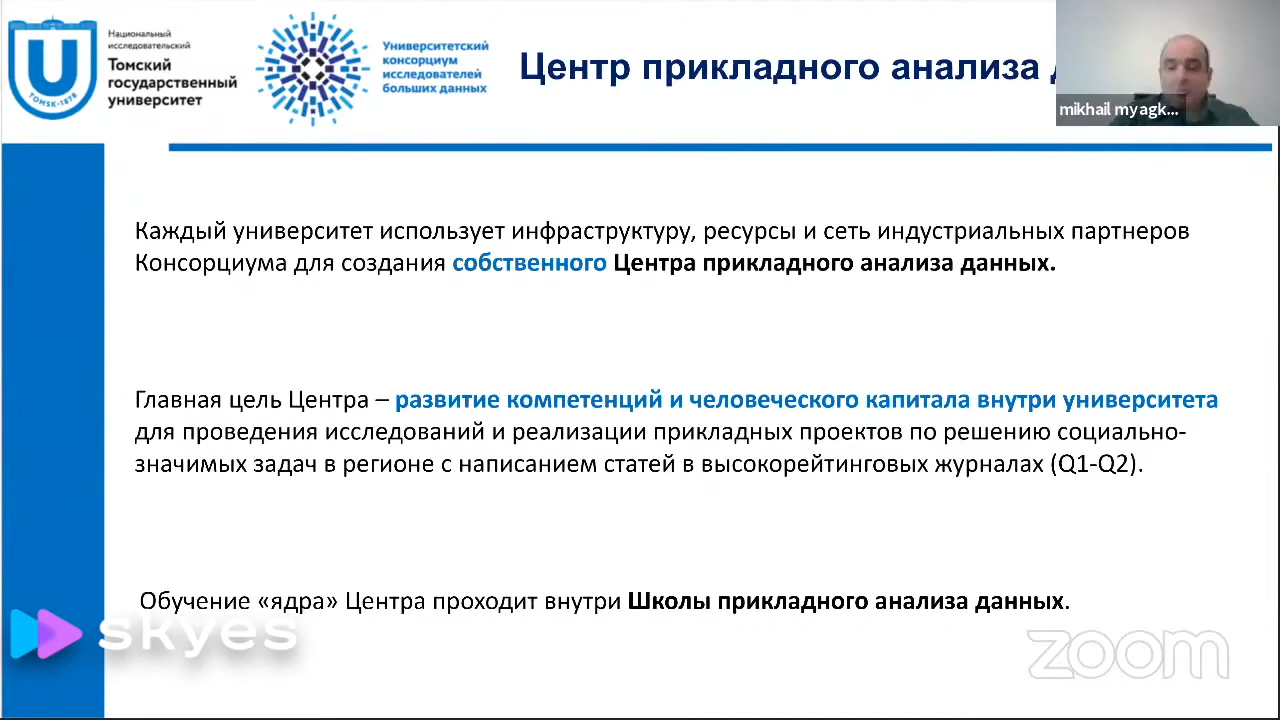 Национальный
исследовательский
Томский
государственный
университет
TOMSK-1878
Университетский
консорциум
исследователей
больших данных
Центр прикладного анализа
mikhail myagk...
Каждый университет использует инфраструктуру, ресурсы и сеть индустриальных партнеров
Консорциума для создания собственного Центра прикладного анализа данных.
Главная цель Центра – развитие компетенций и человеческого капитала внутри университета
для проведения исследований и реализации прикладных проектов по решению социально-
значимых задач в регионе с написанием статей в высокорейтинговых журналах (Q1-Q2).
Обучение «ядра» Центра проходит внутри Школы прикладного анализа данных.
skyes
zoom